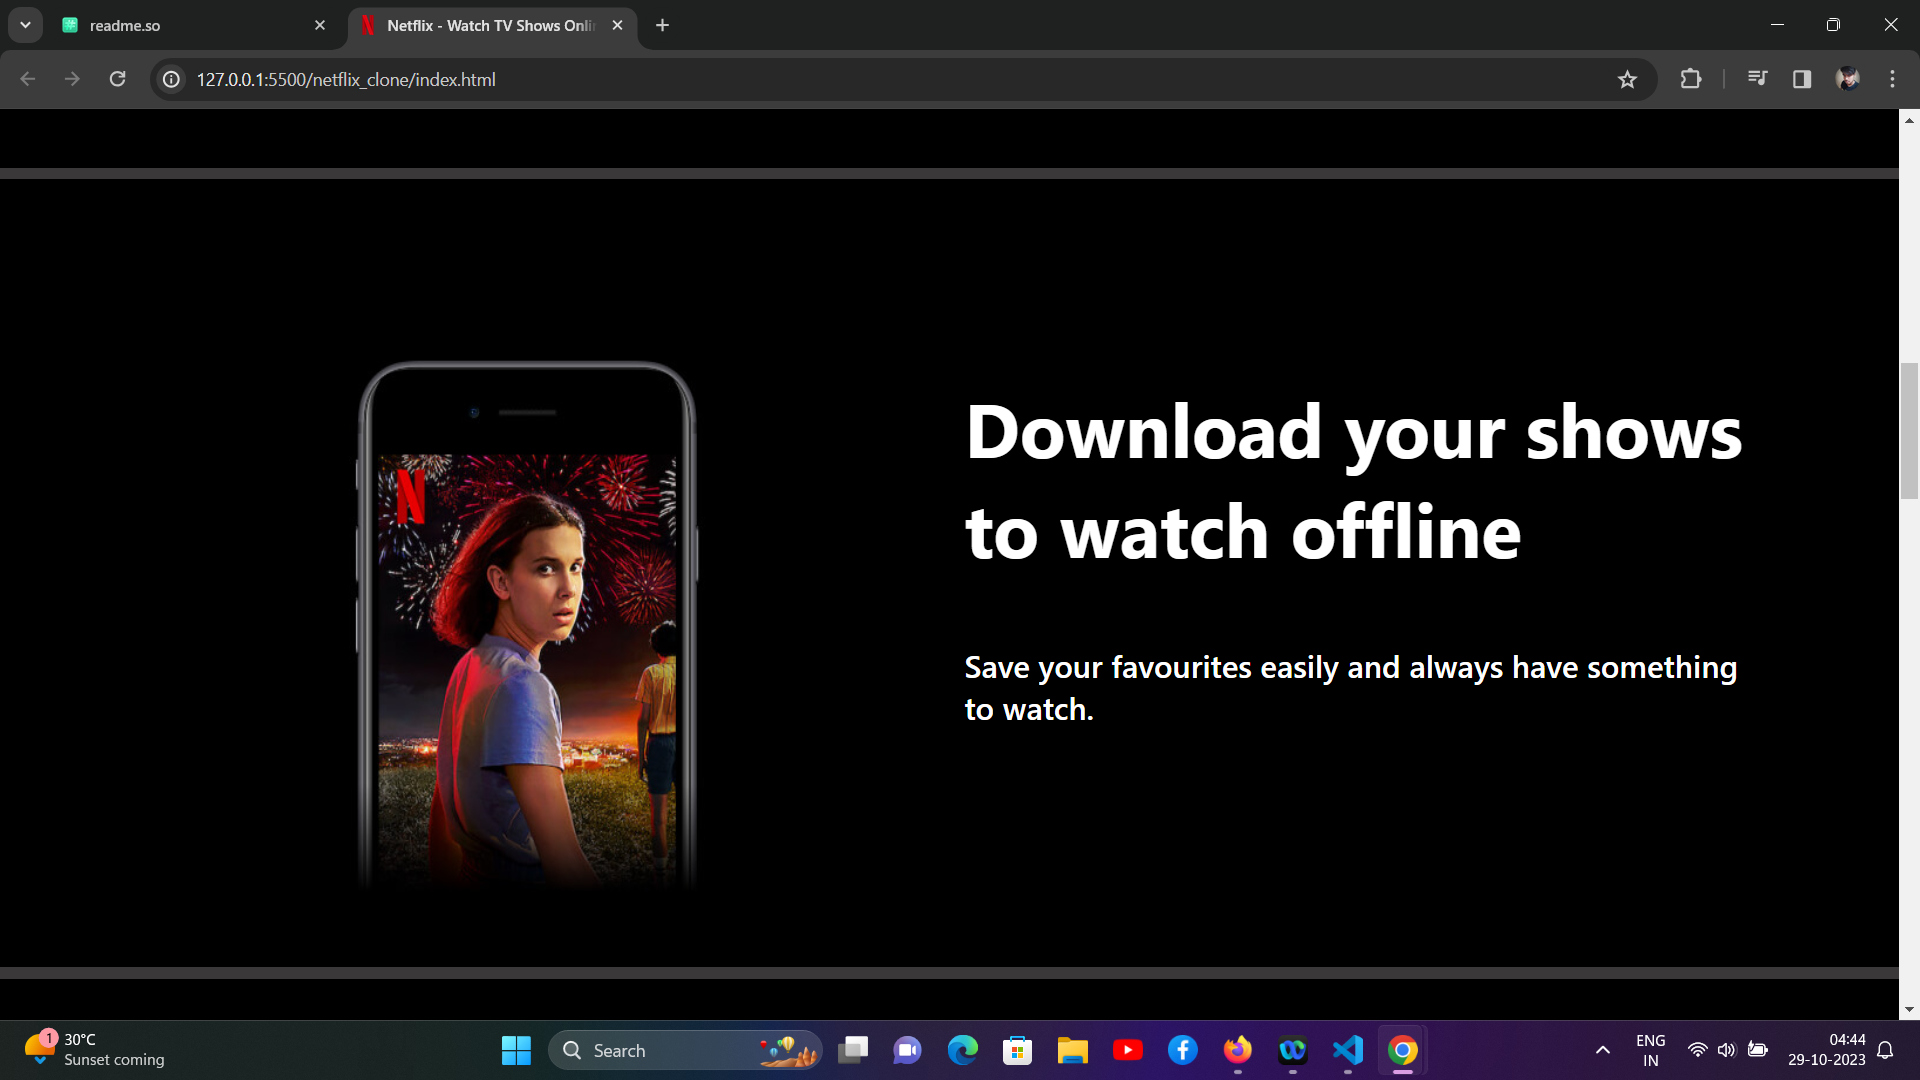 readme.so
Netflix - Watch TV Shows Onli
127.0.0.1:5500/netflix_clone/index.html
N
Download your shows
to watch offline
Save your favourites easily and always have something
to watch.
1
30°C
Sunset coming
Search
ENG
IN
04:44
29-10-2023